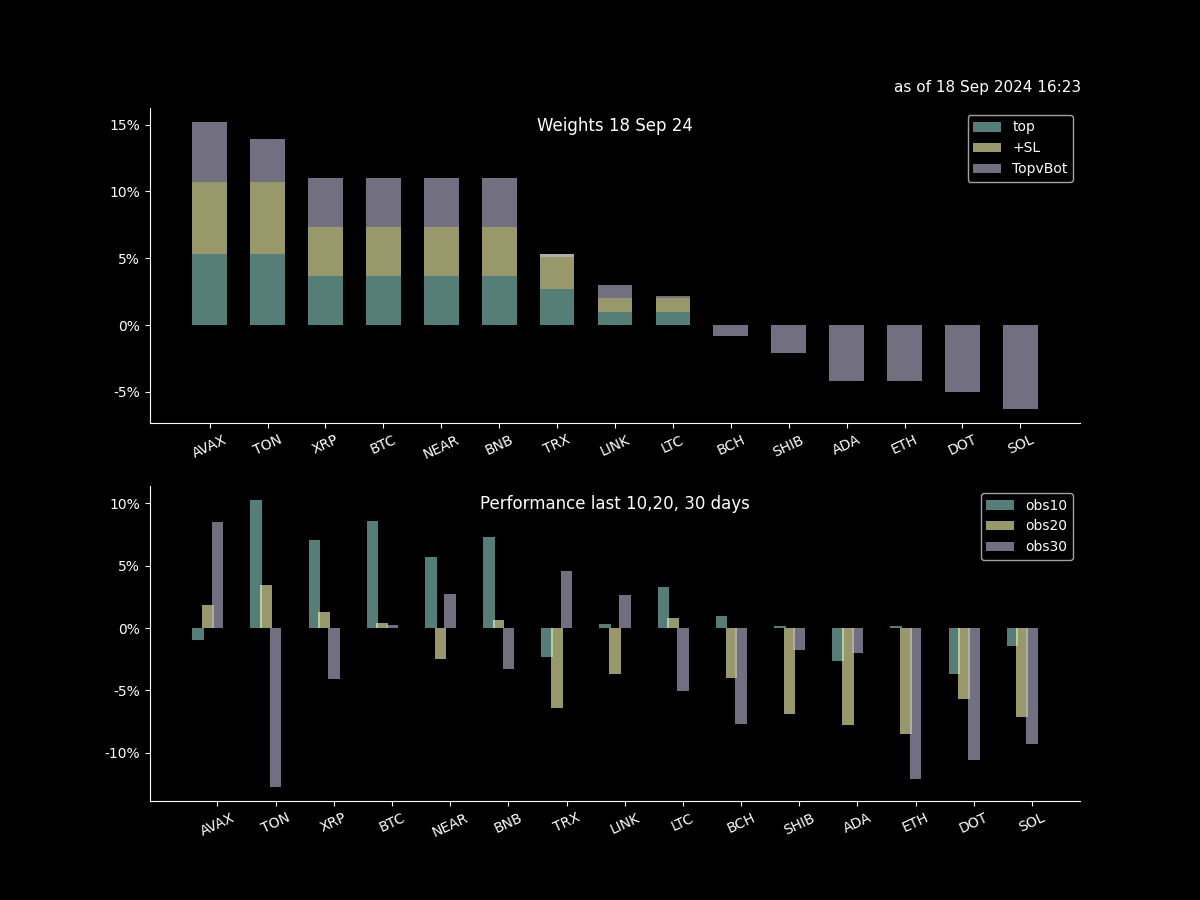 as of 18 Sep 2024 16:23
Weights 18 Sep 24
top
+SL
TopvBot
15%
10%
5%
0%
-5%
AVAX TON XRP BTC NEAR BNB TRX LINK LTC BCH SHIB ADA ETH DOT SOL
Performance last 10,20, 30 days
obs10
obs20
obs30
10%
5%
0%
-5%
-10%
AVAX TON XRP BTC NEAR BNB TRX LINK LTC BCH SHIB ADA ETH DOT SOL